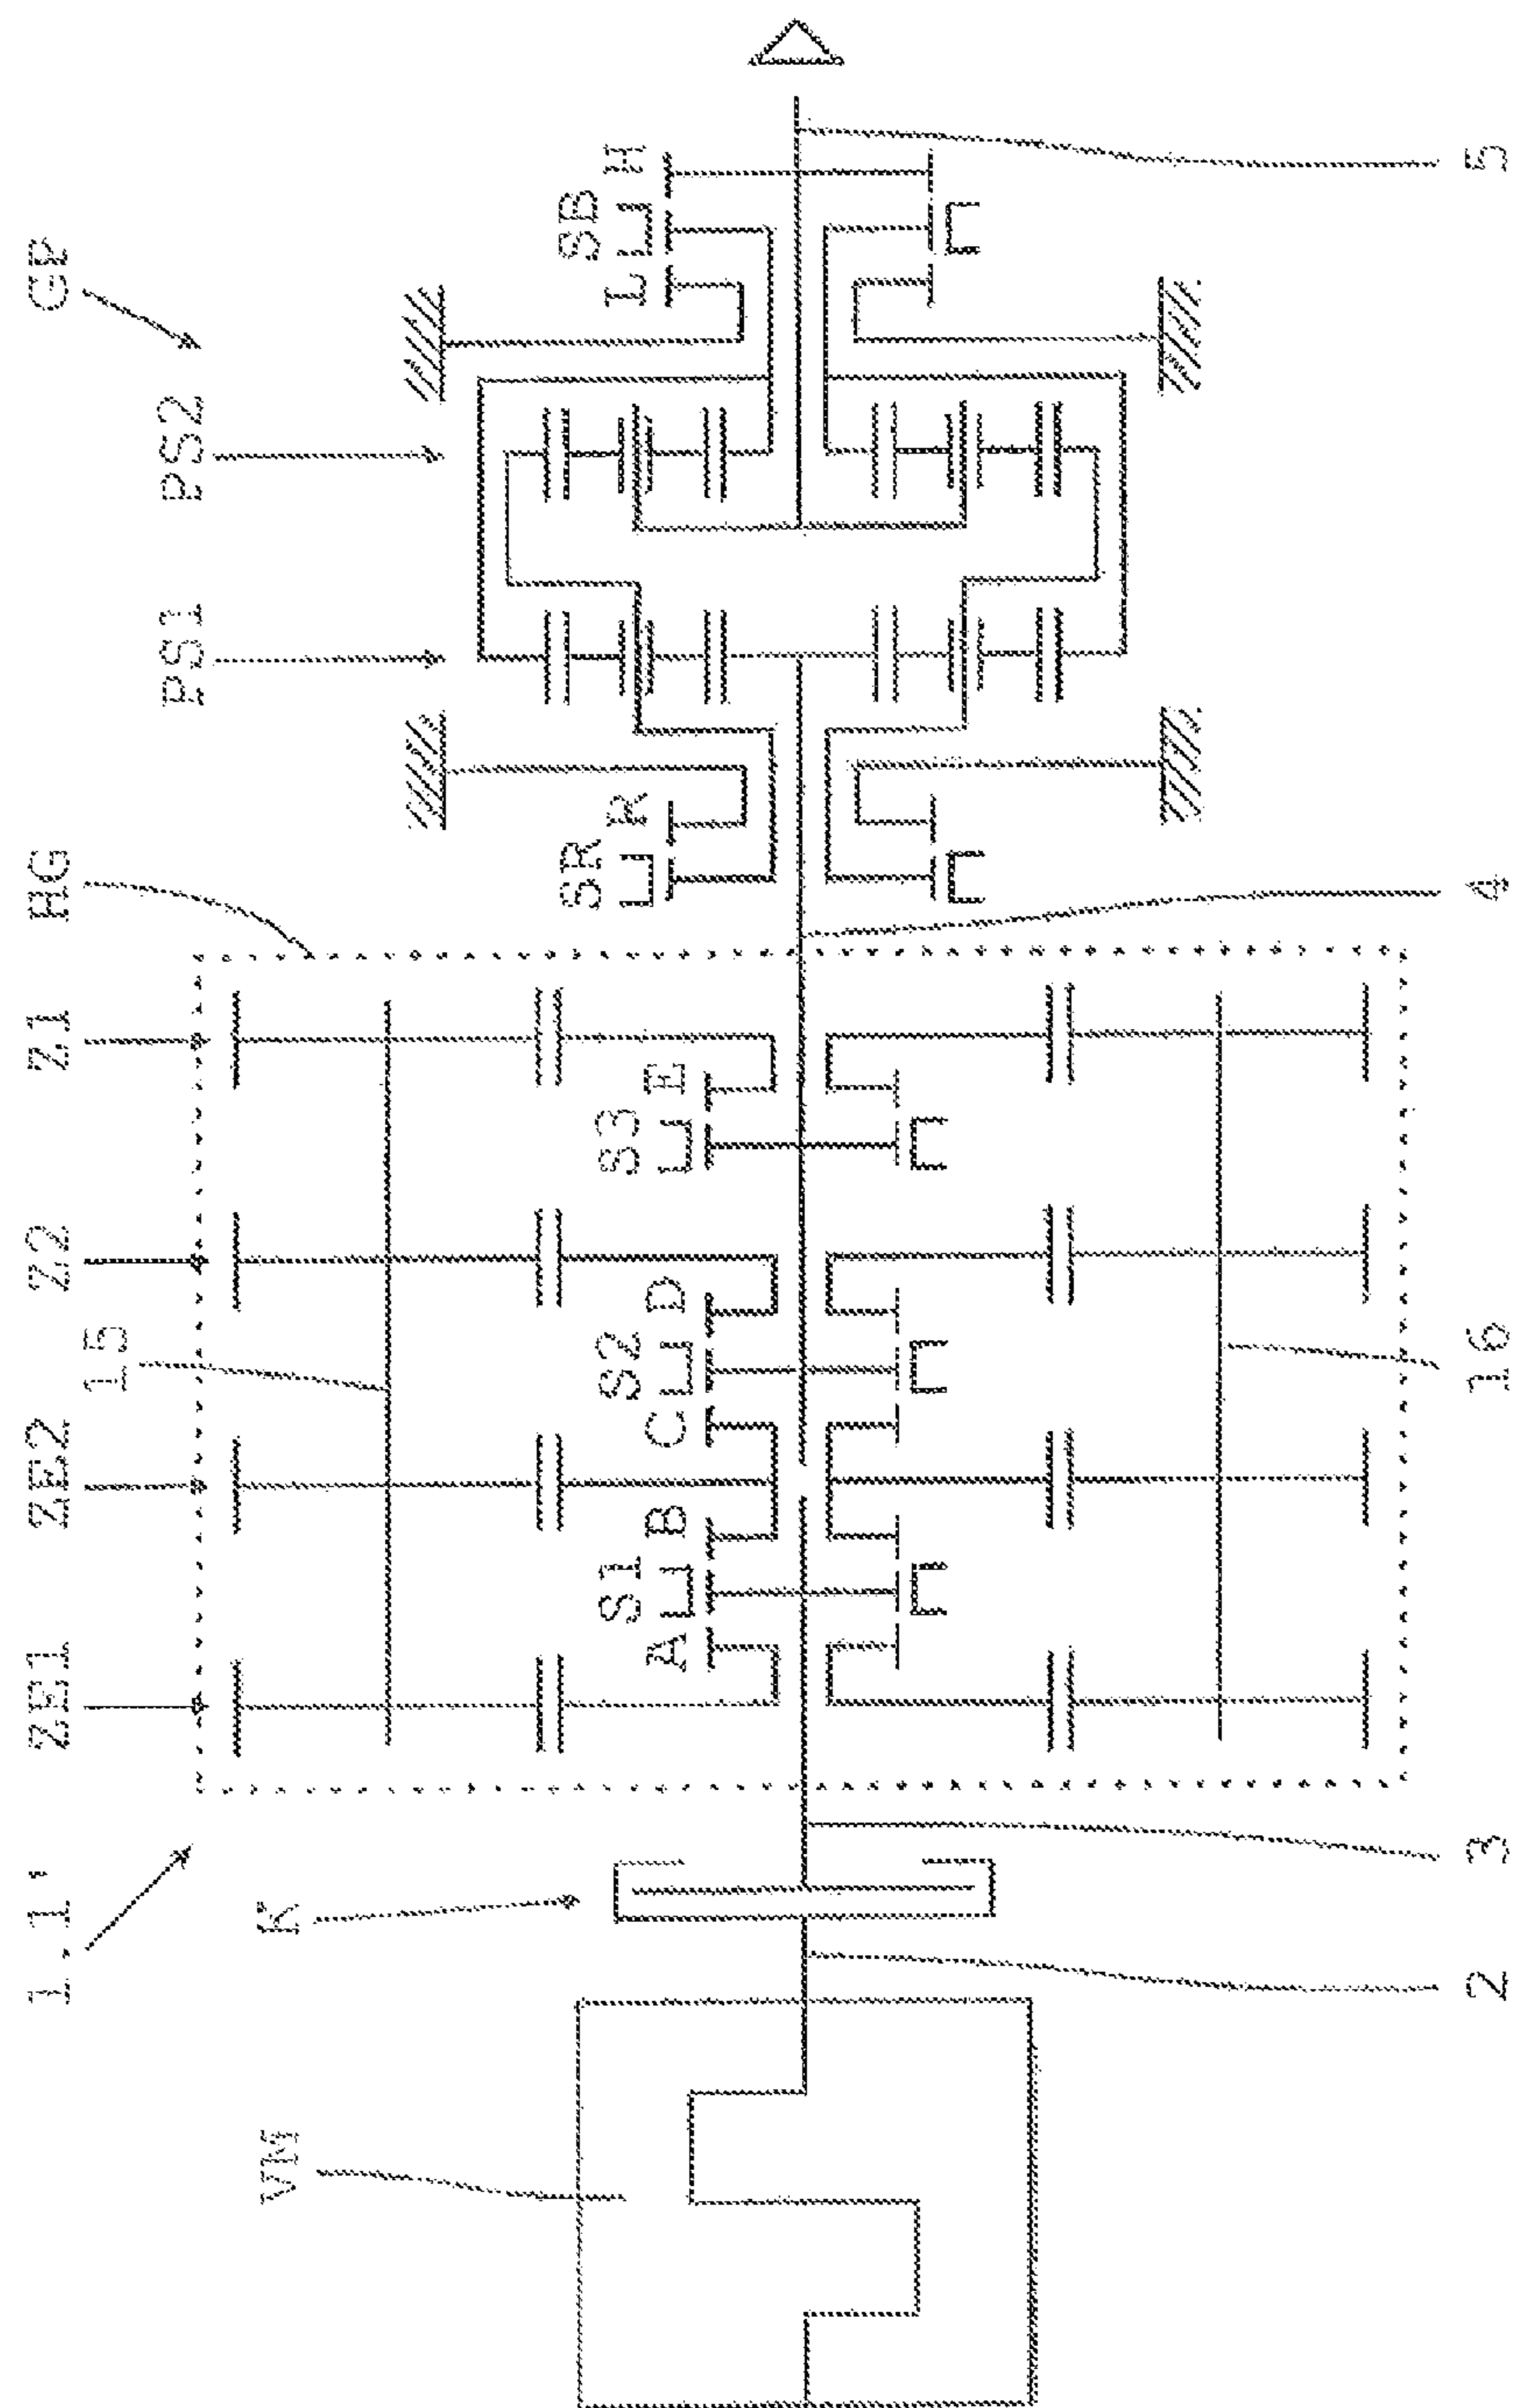 1.1' ZE1 ZE2 Z2 Z1 HG GP
15
PS1 PS2
VM K
SR SB
S1 S2 S3
R L H
A B C D E
2 3 16 4 5